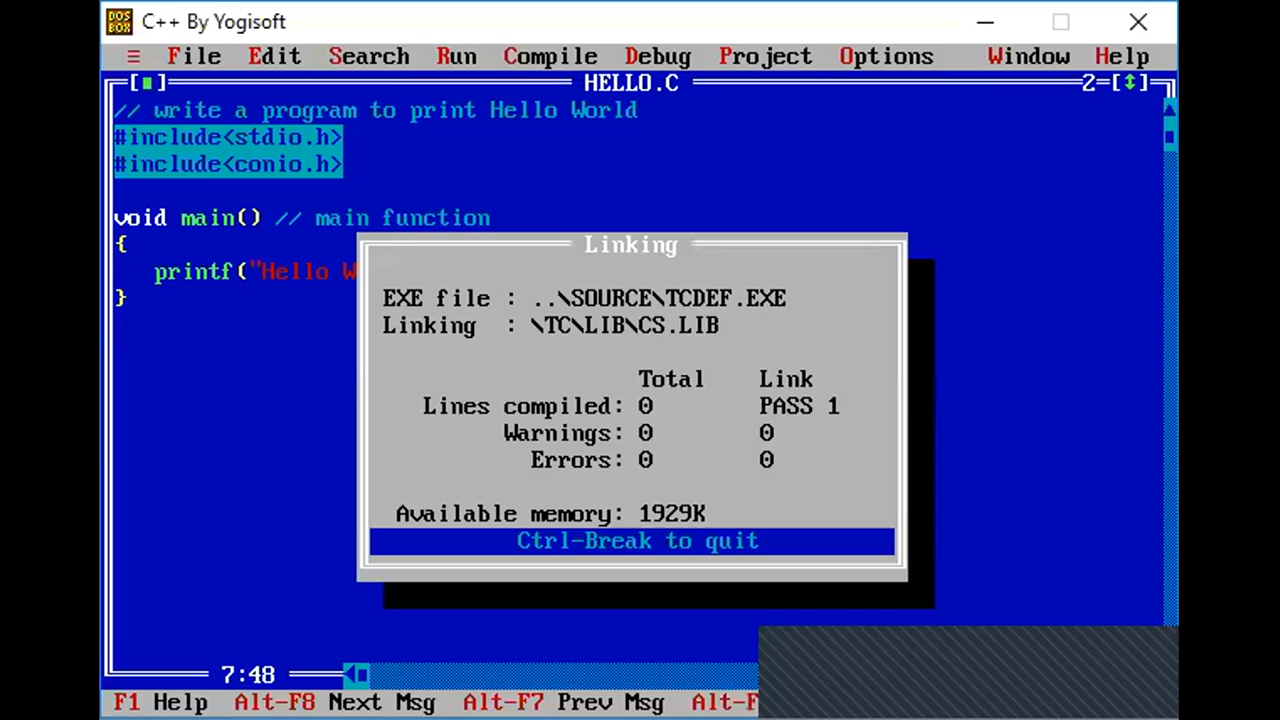 C++ By Yogisoft
≡ File Edit Search Run Compile Debug Project Options Window Help
HELLO.C 2=[↕]
// write a program to print Hello World
#include<stdio.h>
#include<conio.h>
void main() // main function
{
printf("Hello
}
Linking
EXE file : ..\SOURCE\TCDEF.EXE
Linking : \TC\LIB\CS.LIB
Total Link
Lines compiled: 0 PASS 1
Warnings: 0 0
Errors: 0 0
Available memory: 1929K
Ctrl-Break to quit
7:48
F1 Help Alt-F8 Next Msg Alt-F7 Prev Msg Alt-F